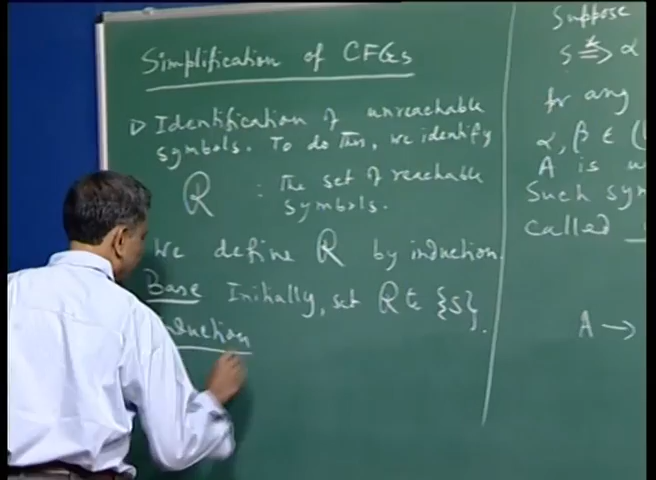 Simplification of CFGs
▷ Identification of unreachable
symbols. To do this, we identify
R : The set of reachable
symbols.
We define R by induction.
Base Initially, set R ← {S}.
Induction
Suppose
S ⇒* α
for any
α, β ∈ (
A is
Such
called
A →